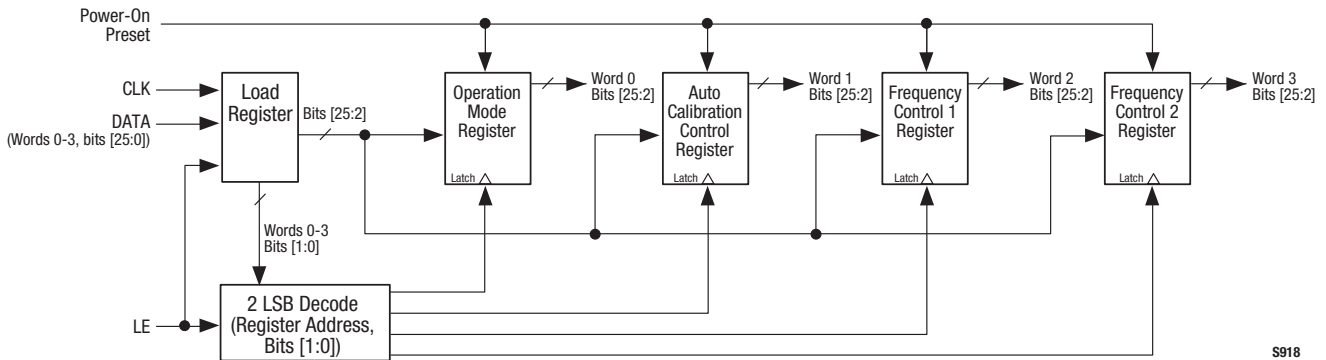 Power-On
Preset
CLK
DATA
(Words 0-3, bits [25:0])
Load
Register
Bits [25:2]
Operation
Mode
Register
Latch
Word 0
Bits [25:2]
Auto
Calibration
Control
Register
Latch
Word 1
Bits [25:2]
Frequency
Control 1
Register
Latch
Word 2
Bits [25:2]
Frequency
Control 2
Register
Latch
Word 3
Bits [25:2]
Words 0-3
Bits [1:0]
LE
2 LSB Decode
(Register Address,
Bits [1:0])
S918